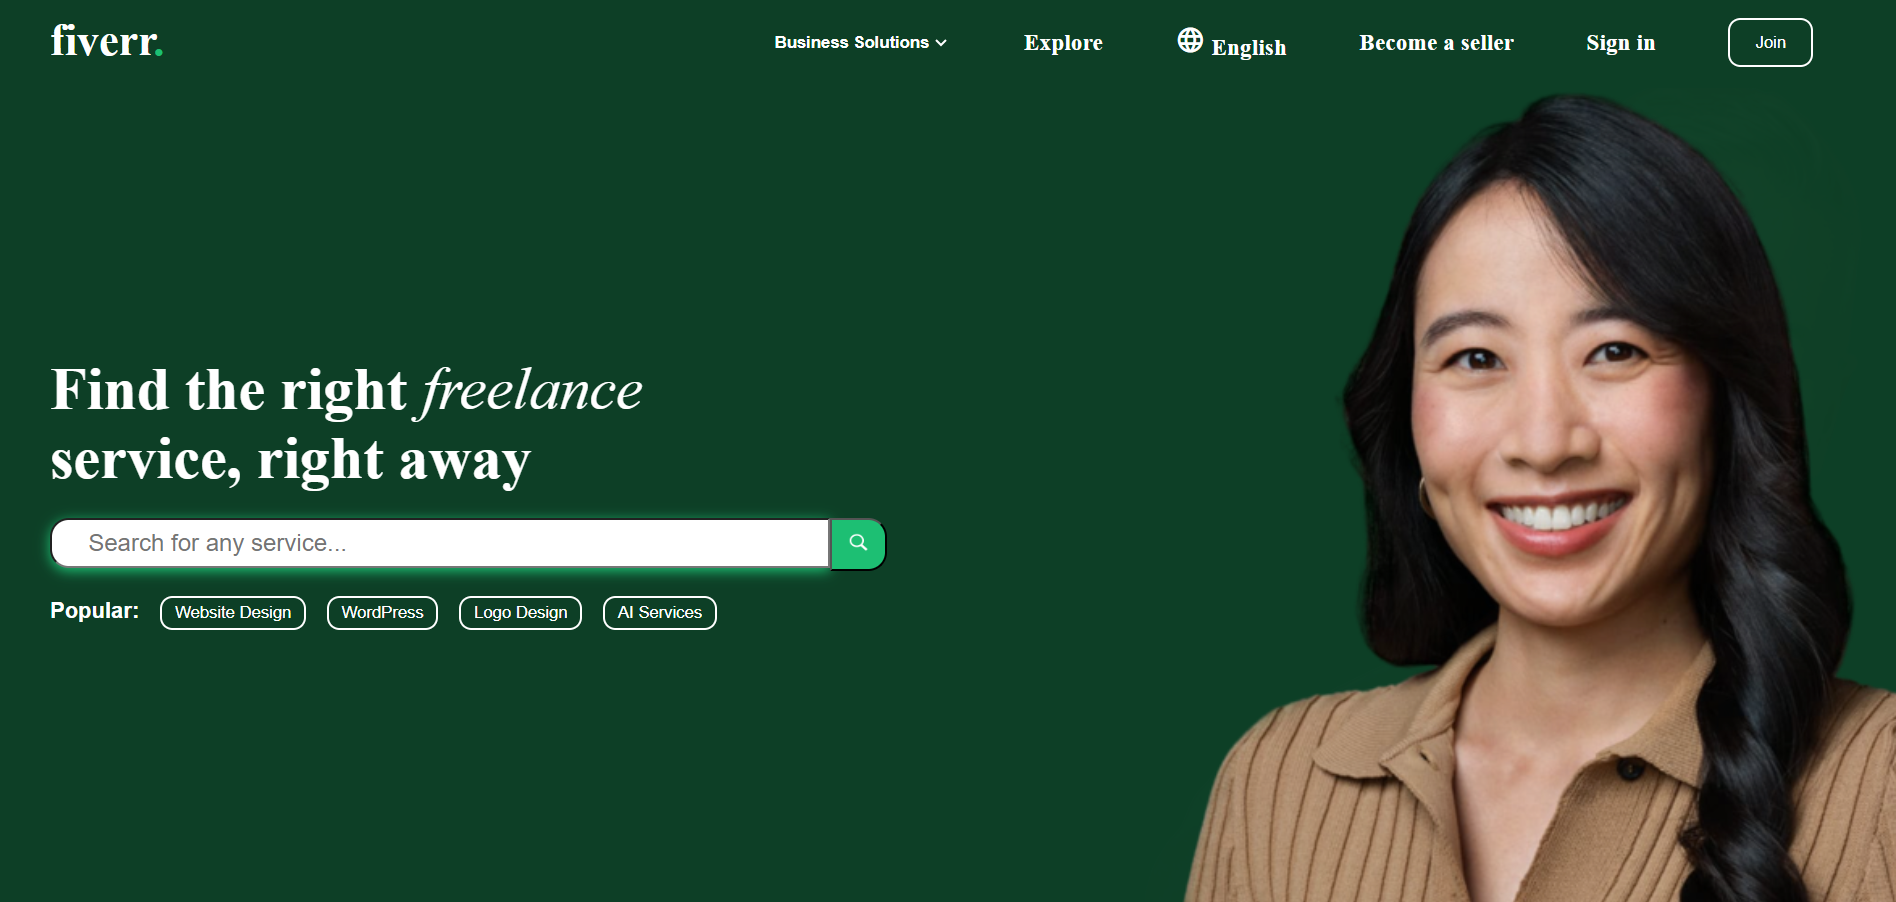 fiverr.
Business Solutions
Explore
English
Become a seller
Sign in
Join
Find the right freelance
service, right away
Search for any service...
Popular:
Website Design
WordPress
Logo Design
AI Services